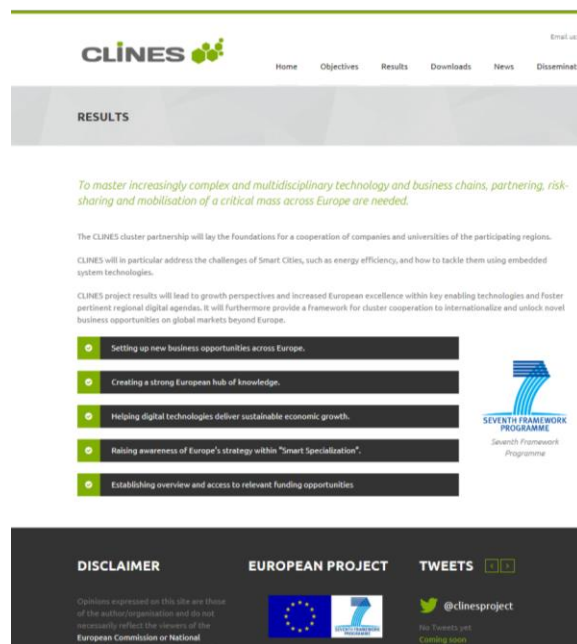 Email us:
CLINES
Home Objectives Results Downloads News Disseminat
RESULTS
To master increasingly complex and multidisciplinary technology and business chains, partnering, risk-
sharing and mobilisation of a critical mass across Europe are needed.
The CLINES cluster partnership will lay the foundations for a cooperation of companies and universities of the participating regions.
CLINES will in particular address the challenges of Smart Cities, such as energy efficiency, and how to tackle them using embedded
system technologies.
CLINES project results will lead to growth perspectives and increased European excellence within key enabling technologies and foster
pertinent regional digital agendas. It will furthermore provide a framework for cluster cooperation to internationalize and unlock novel
business opportunities on global markets beyond Europe.
Setting up new business opportunities across Europe.
Creating a strong European hub of knowledge.
Helping digital technologies deliver sustainable economic growth.
Raising awareness of Europe's strategy within "Smart Specialization".
Establishing overview and access to relevant funding opportunities
SEVENTH FRAMEWORK
PROGRAMME
Seventh Framework
Programme
DISCLAIMER
Opinions expressed on this site are those
of the author/organisation and do not
necessarily reflect the viewers of the
European Commission or National
EUROPEAN PROJECT
SEVENTH FRAMEWORK
PROGRAMME
TWEETS
@clinesproject
No Tweets yet
Coming soon